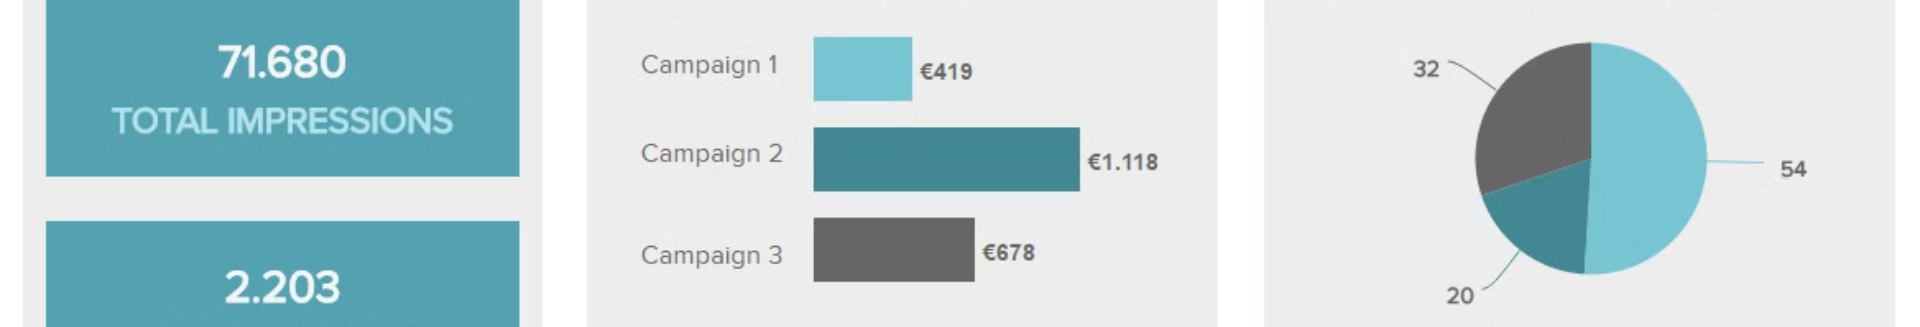 71.680
TOTAL IMPRESSIONS
2.203
Campaign 1
€419
Campaign 2
€1.118
Campaign 3
€678
32
54
20